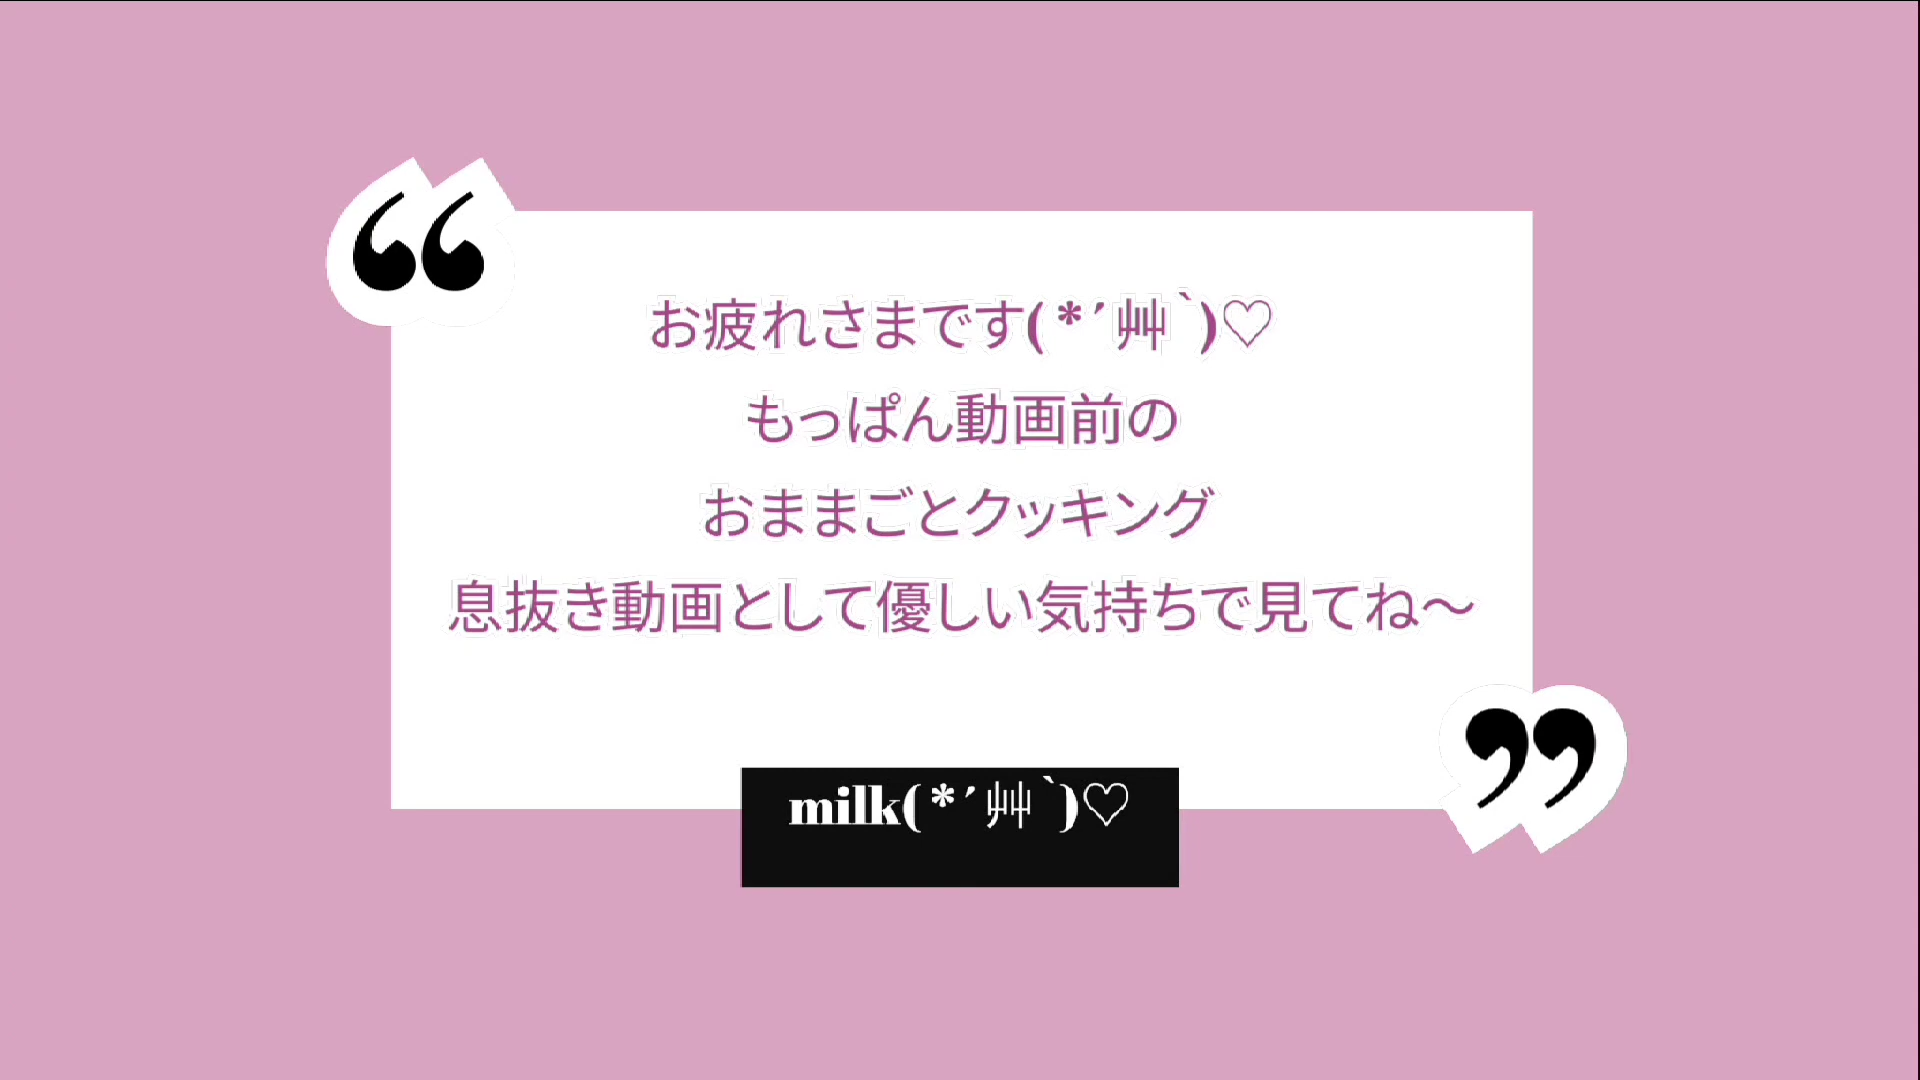 お疲れさまです(*´艸`)♡
もっぱん動画前の
おままごとクッキング
息抜き動画として優しい気持ちで見てね〜
milk(*´艸`)♡